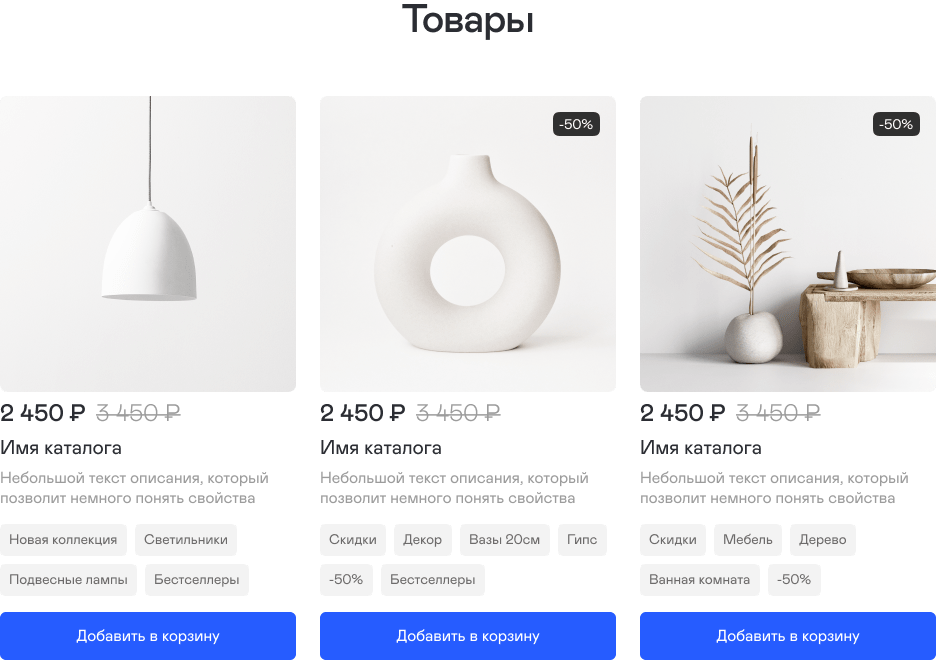 Товары
-50%
-50%
2 450 ₽ 3 450 ₽
Имя каталога
Небольшой текст описания, который
позволит немного понять свойства
Новая коллекция Светильники
Подвесные лампы Бестселлеры
Добавить в корзину
2 450 ₽ 3 450 ₽
Имя каталога
Небольшой текст описания, который
позволит немного понять свойства
Скидки Декор Вазы 20см Гипс
-50% Бестселлеры
Добавить в корзину
2 450 ₽ 3 450 ₽
Имя каталога
Небольшой текст описания, который
позволит немного понять свойства
Скидки Мебель Дерево
Ванная комната -50%
Добавить в корзину